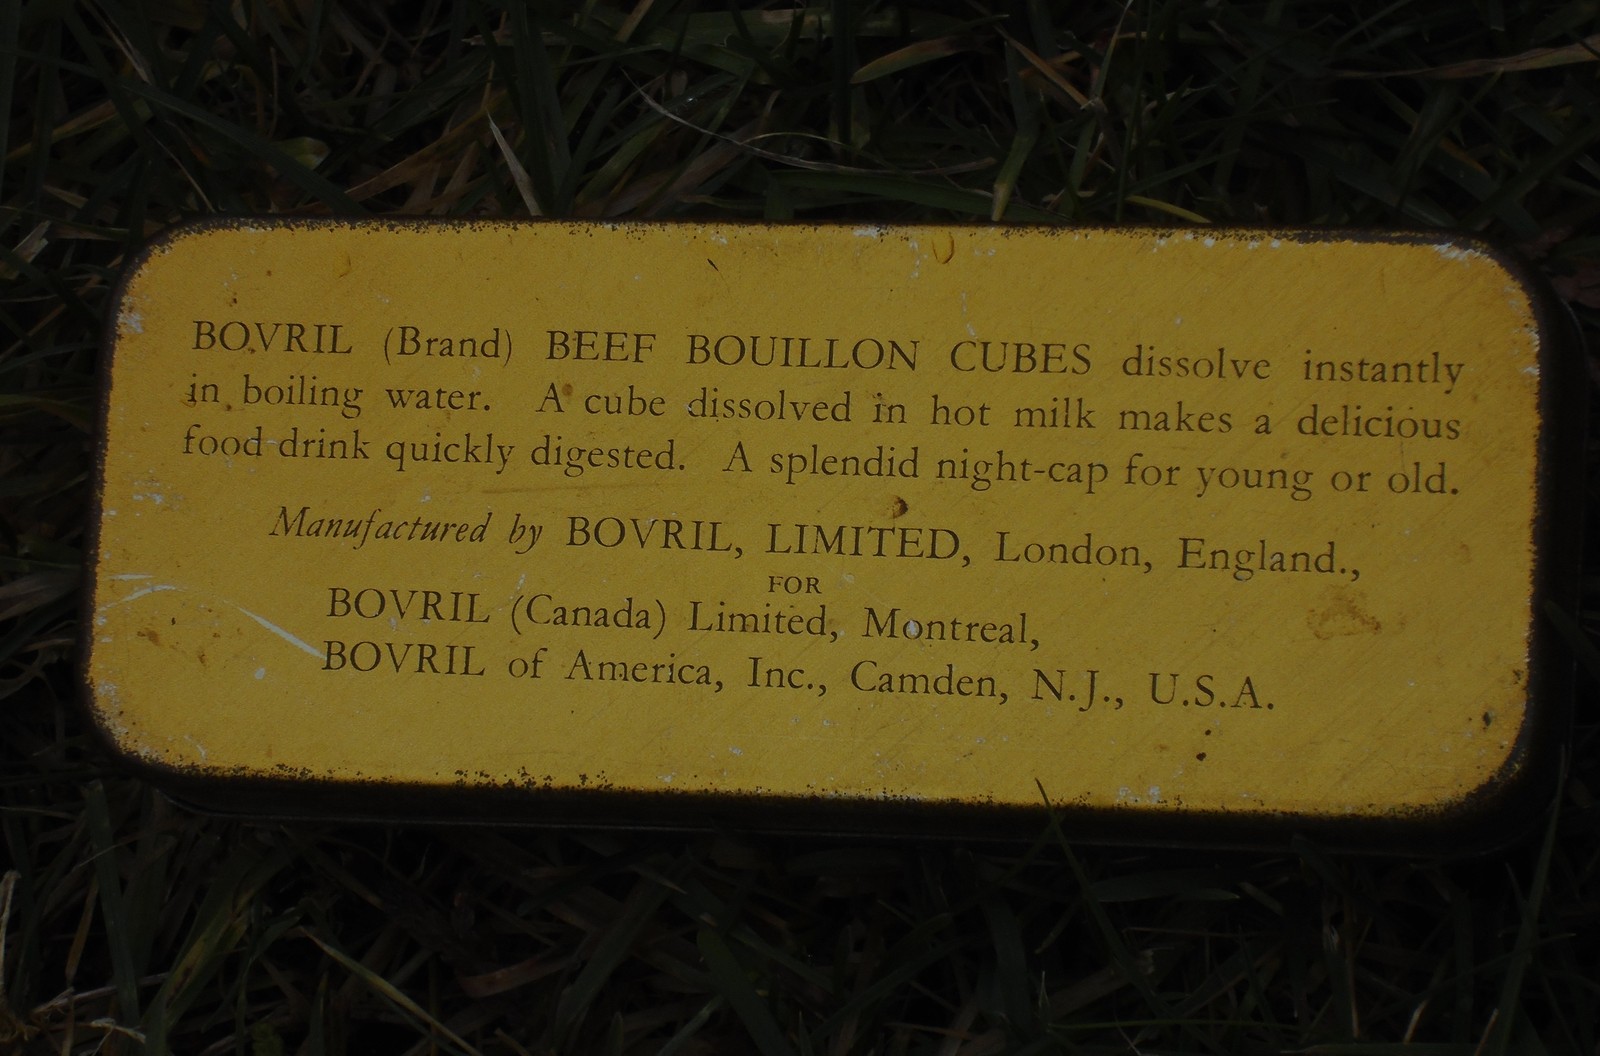 BOVRIL (Brand) BEEF BOUILLON CUBES dissolve instantly
in boiling water. A cube dissolved in hot milk makes a delicious
food drink quickly digested. A splendid night-cap for young or old.
Manufactured by BOVRIL, LIMITED, London, England.,
FOR
BOVRIL (Canada) Limited, Montreal,
BOVRIL of America, Inc., Camden, N.J., U.S.A.